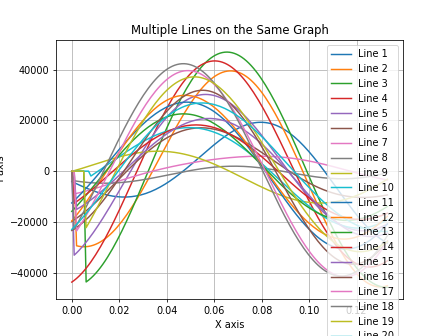 Multiple Lines on the Same Graph
40000
20000
0
−20000
−40000
0.00
0.02
0.04
0.06
0.08
0.10
X axis
Line 1
Line 2
Line 3
Line 4
Line 5
Line 6
Line 7
Line 8
Line 9
Line 10
Line 11
Line 12
Line 13
Line 14
Line 15
Line 16
Line 17
Line 18
Line 19
Line 20